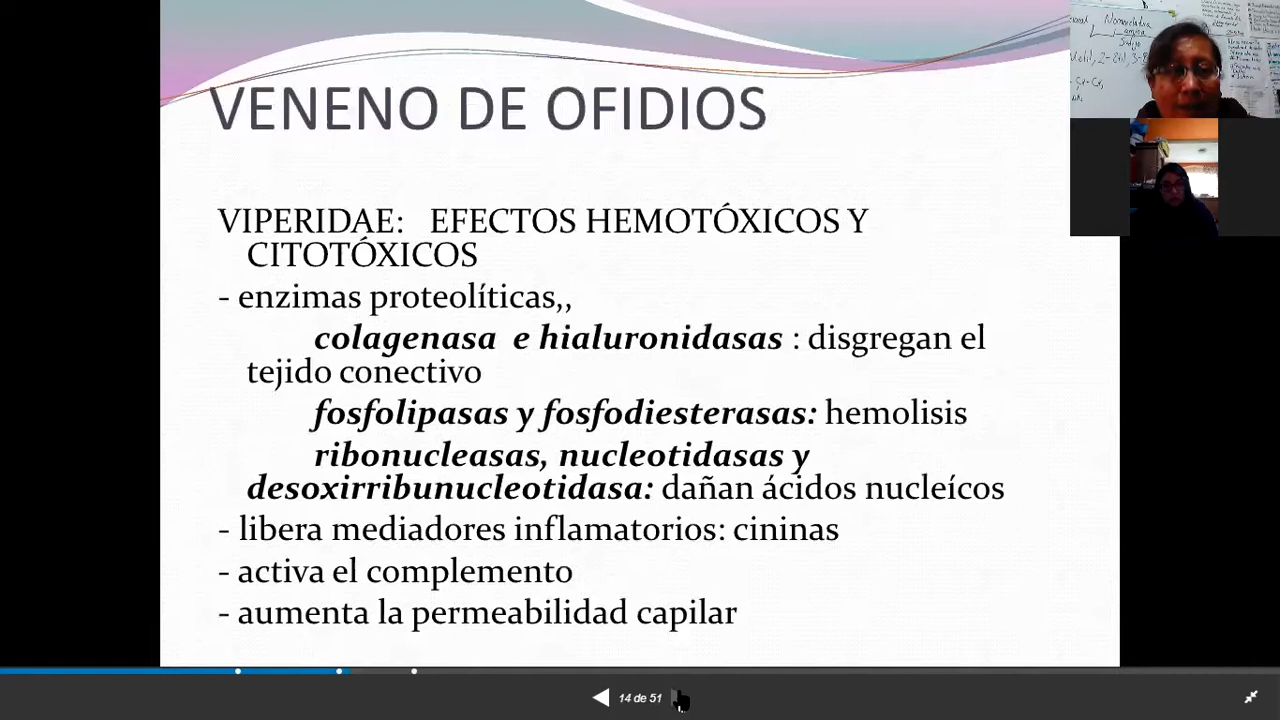 VENENO DE OFIDIOS
VIPERIDAE: EFECTOS HEMOTÓXICOS Y
CITOTÓXICOS
- enzimas proteolíticas,,
colagenasa e hialuronidasas : disgregan el
tejido conectivo
fosfolipasas y fosfodiesterasas: hemolisis
ribonucleasas, nucleotidasas y
desoxirribunucleotidasa: dañan ácidos nucleícos
- libera mediadores inflamatorios: cininas
- activa el complemento
- aumenta la permeabilidad capilar
14 de 51
Nomenclatura